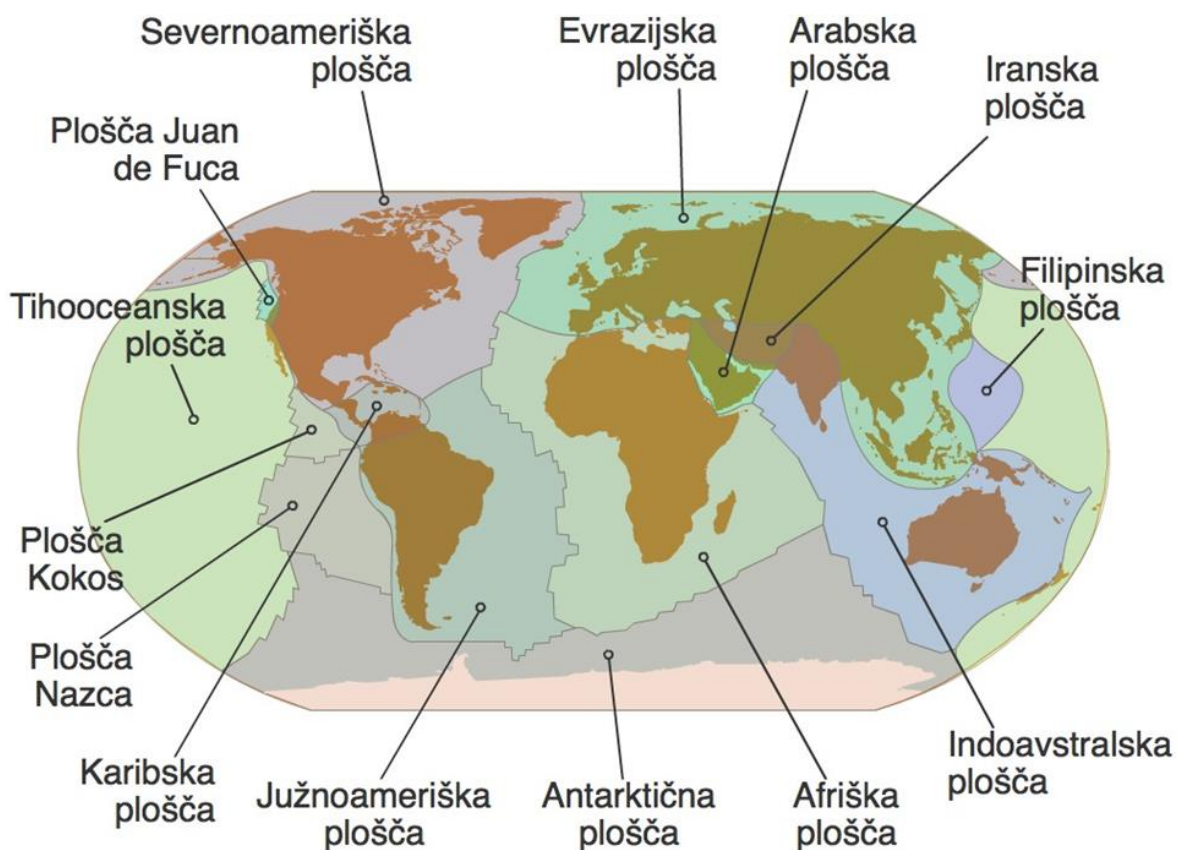 Severnoameriška
plošča
Evrazijska
plošča
Arabska
plošča
Iranska
plošča
Plošča Juan
de Fuca
Filipinska
plošča
Tihooceanska
plošča
Plošča
Kokos
Plošča
Nazca
Karibska
plošča
Južnoameriška
plošča
Antarktična
plošča
Afriška
plošča
Indoavstralska
plošča